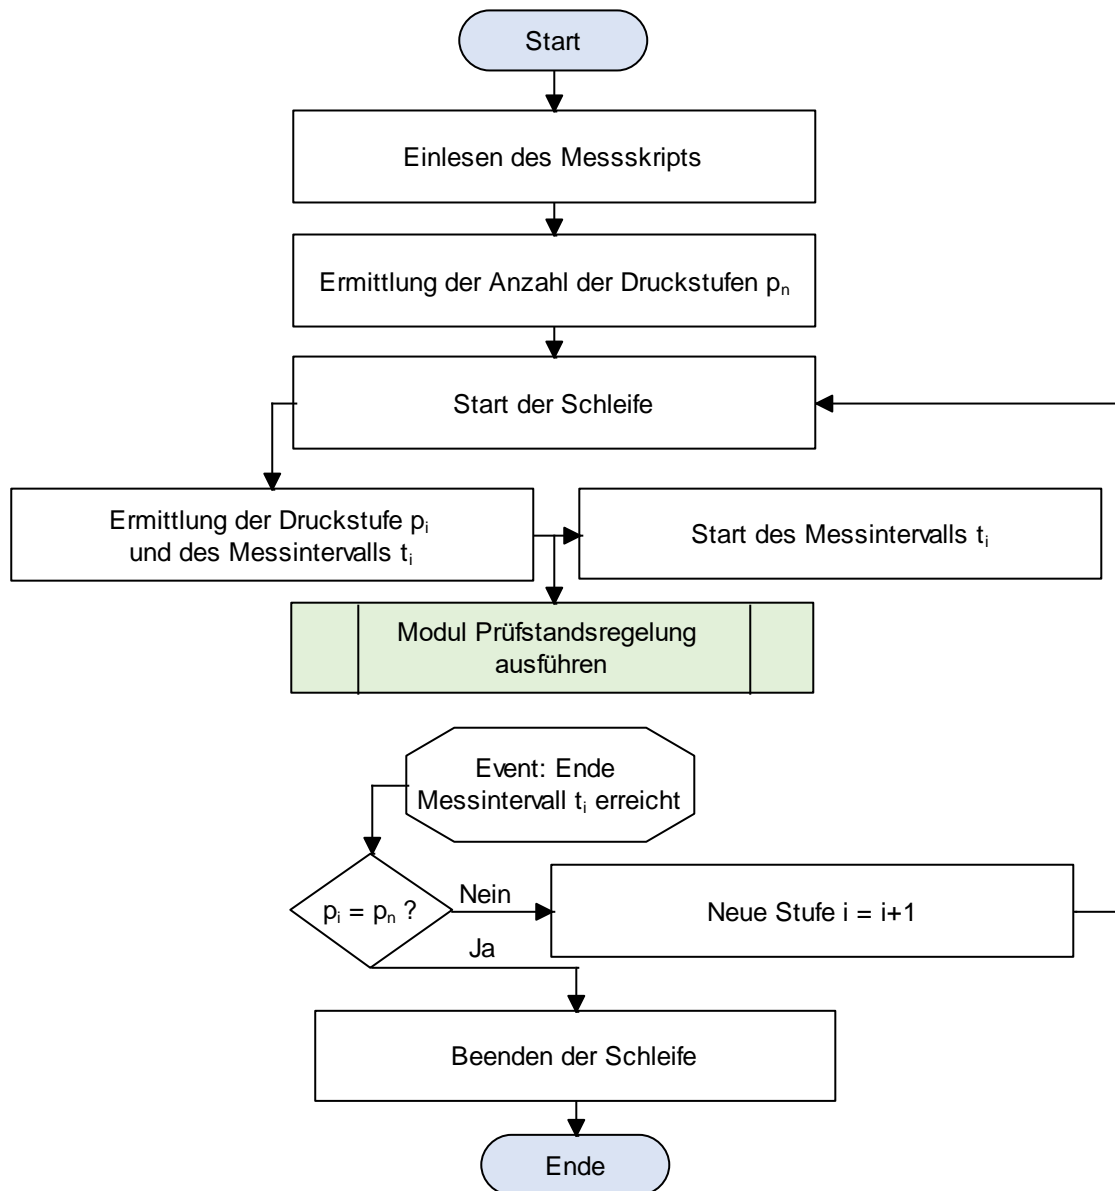 Start
Einlesen des Messskripts
Ermittlung der Anzahl der Druckstufen pₙ
Start der Schleife
Ermittlung der Druckstufe pᵢ
und des Messintervalls tᵢ
Start des Messintervalls tᵢ
Modul Prüfstandsregelung
ausführen
Event: Ende
Messintervall tᵢ erreicht
pᵢ = pₙ ?
Nein
Neue Stufe i = i+1
Ja
Beenden der Schleife
Ende